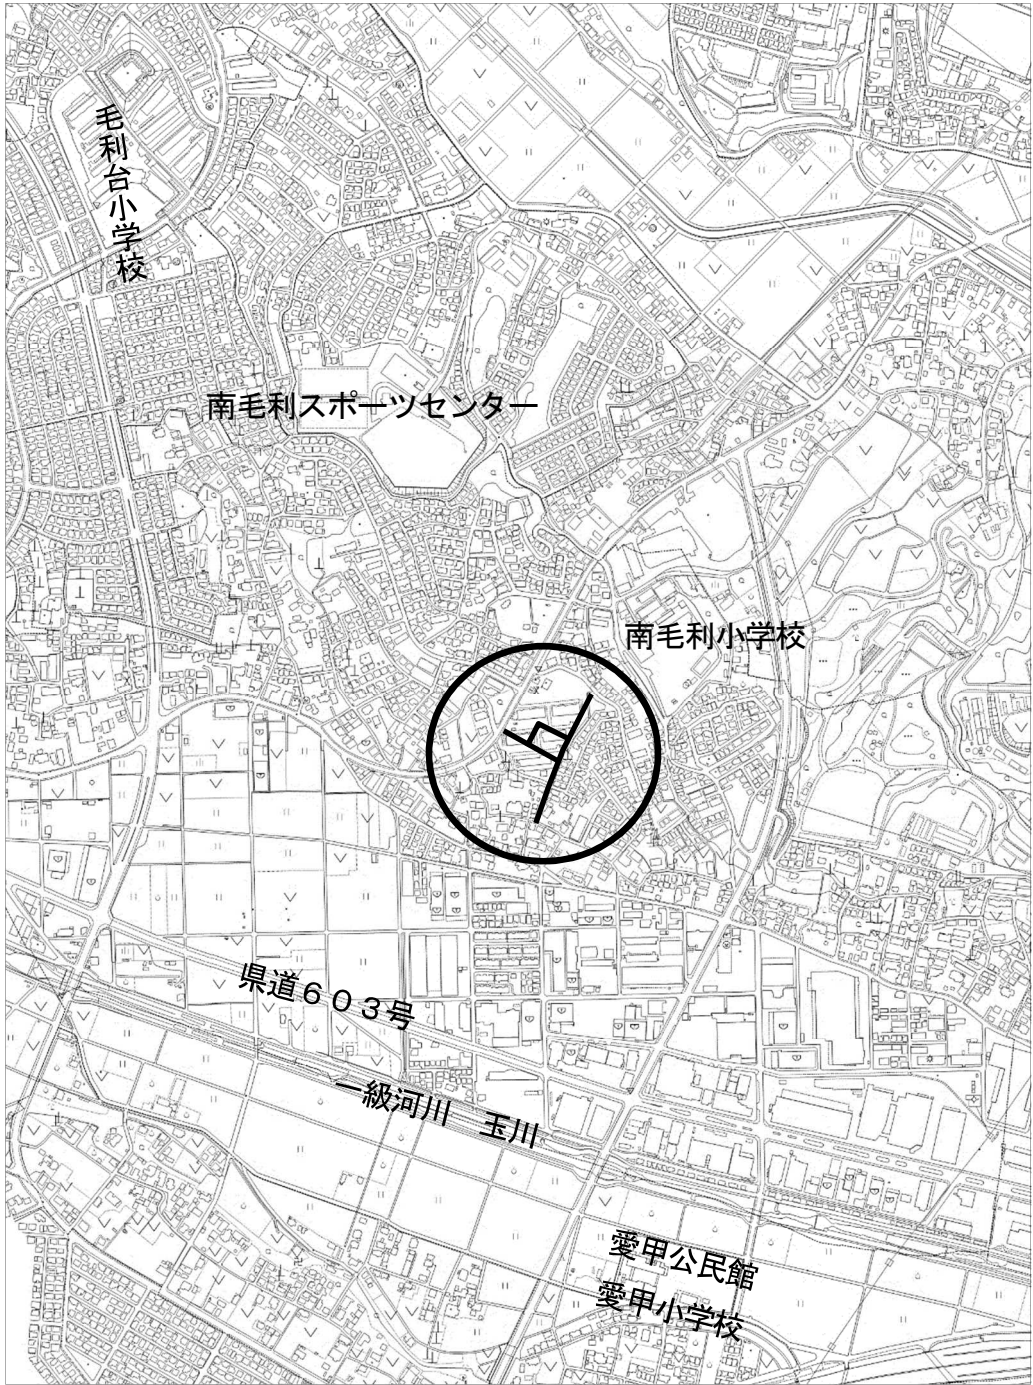 毛利台小学校
南毛利スポーツセンター
南毛利小学校
県道６０３号
一級河川　玉川
愛甲公民館
愛甲小学校